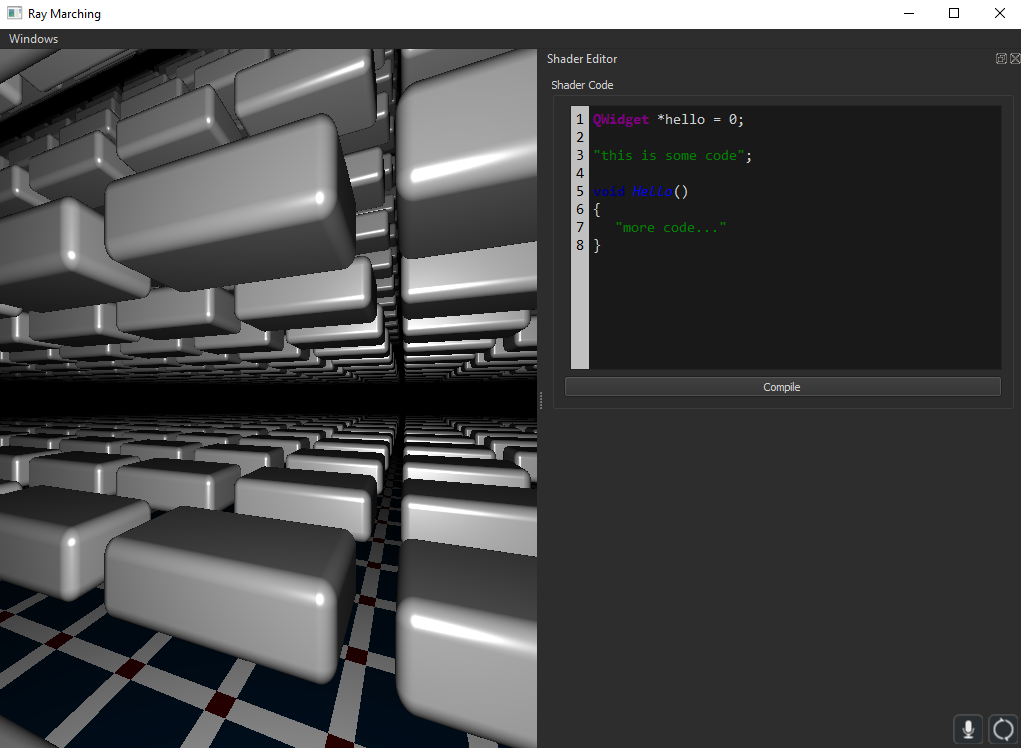 Ray Marching
Windows
Shader Editor
Shader Code
1 QWidget *hello = 0;
2
3 "this is some code";
4
5 void Hello()
6 {
7 "more code..."
8 }
Compile